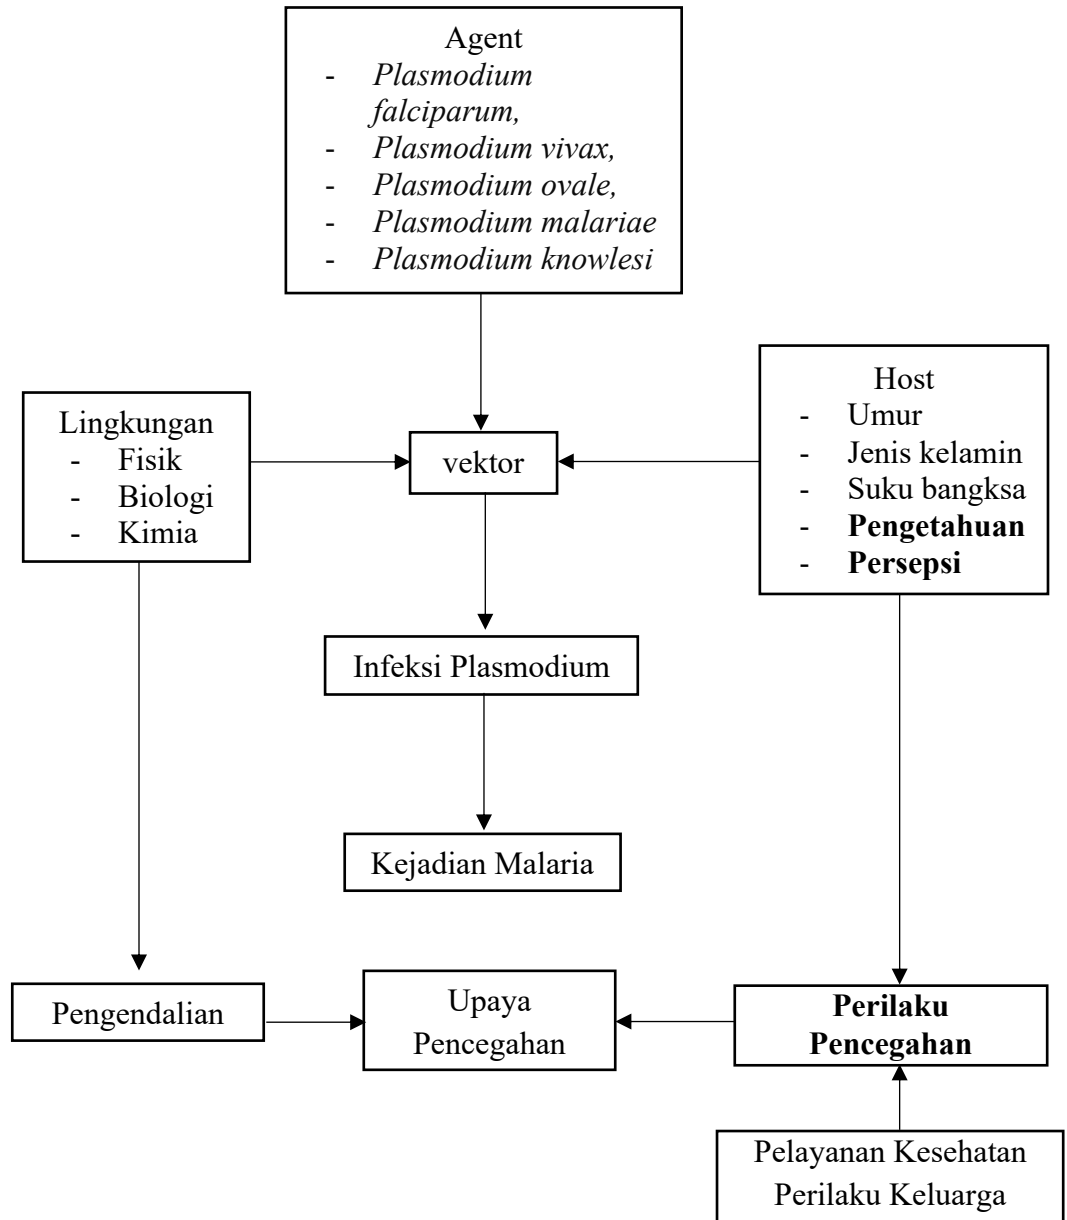 Agent
- Plasmodium
falciparum,
- Plasmodium vivax,
- Plasmodium ovale,
- Plasmodium malariae
- Plasmodium knowlesi
Lingkungan
- Fisik
- Biologi
- Kimia
vektor
Host
- Umur
- Jenis kelamin
- Suku bangksa
- Pengetahuan
- Persepsi
Infeksi Plasmodium
Kejadian Malaria
Pengendalian
Upaya
Pencegahan
Perilaku
Pencegahan
Pelayanan Kesehatan
Perilaku Keluarga